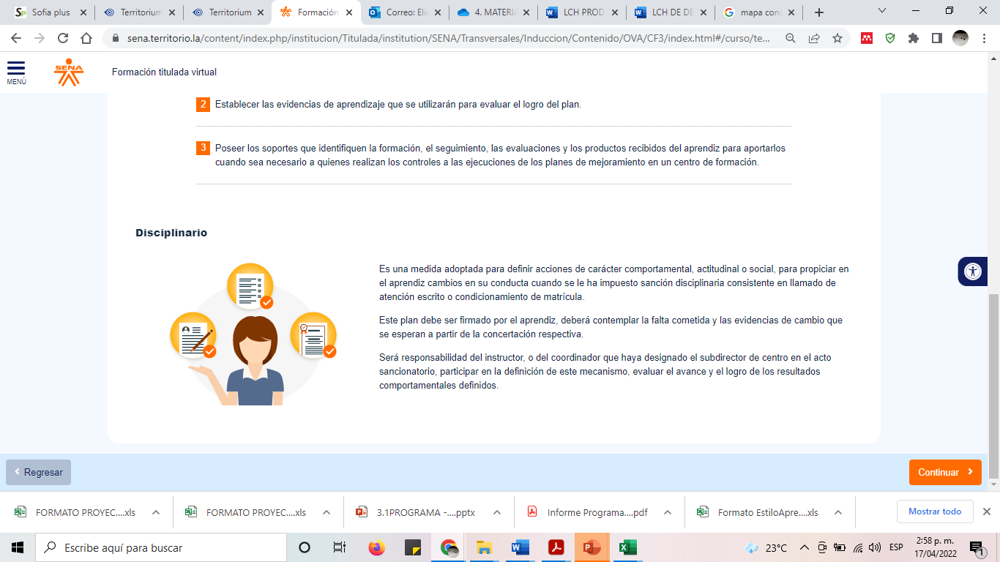 Sofia plus
Territorium
Territorium
Formación
Correo: Eli
4. MATERIA
LCH PROD
LCH DE DE
mapa con
sena.territorio.la/content/index.php/institucion/Titulada/institution/SENA/Transversales/Induccion/Contenido/OVA/CF3/index.html#/curso/te...
MENÚ
SENA
Formación titulada virtual
2 Establecer las evidencias de aprendizaje que se utilizarán para evaluar el logro del plan.
3 Poseer los soportes que identifiquen la formación, el seguimiento, las evaluaciones y los productos recibidos del aprendiz para aportarlos
cuando sea necesario a quienes realizan los controles a las ejecuciones de los planes de mejoramiento en un centro de formación.
Disciplinario
Es una medida adoptada para definir acciones de carácter comportamental, actitudinal o social, para propiciar en
el aprendiz cambios en su conducta cuando se le ha impuesto sanción disciplinaria consistente en llamado de
atención escrito o condicionamiento de matrícula.
Este plan debe ser firmado por el aprendiz, deberá contemplar la falta cometida y las evidencias de cambio que
se esperan a partir de la concertación respectiva.
Será responsabilidad del instructor, o del coordinador que haya designado el subdirector de centro en el acto
sancionatorio, participar en la definición de este mecanismo, evaluar el avance y el logro de los resultados
comportamentales definidos.
Regresar
Continuar
FORMATO PROYEC....xls
FORMATO PROYEC....xls
3.1PROGRAMA -....pptx
Informe Programa....pdf
Formato EstiloApre....xls
Mostrar todo
Escribe aquí para buscar
23°C
ESP
2:58 p. m.
17/04/2022
1